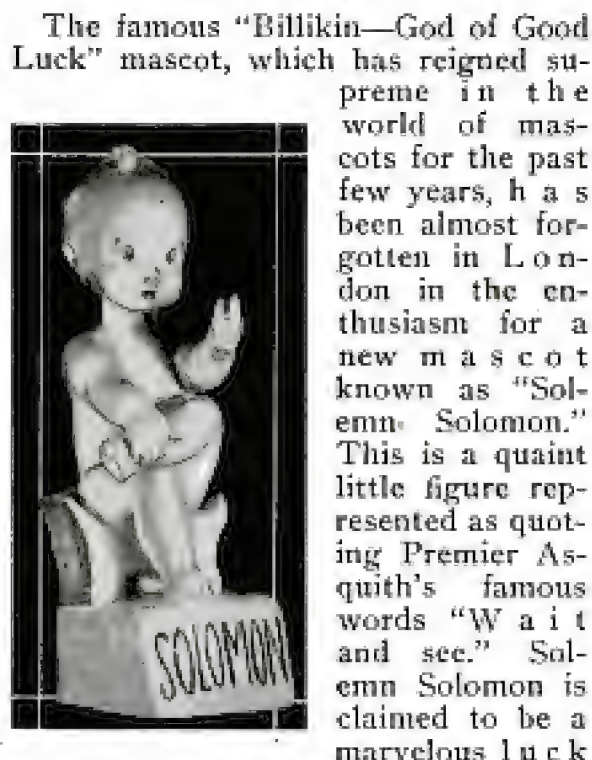 The famous “Billikin—God of Good
Luck” mascot, which has reigned su-
preme in the
world of mas-
cots for the past
few years, has
been almost for-
gotten in Lon-
don in the en-
thusiasm for a
new mascot
known as “Sol-
emn Solomon.”
This is a quaint
little figure rep-
resented as quot-
ing Premier As-
quith’s famous
words “Wait
and see.” Sol-
emn Solomon is
claimed to be a
marvelous luck
SOLOMON